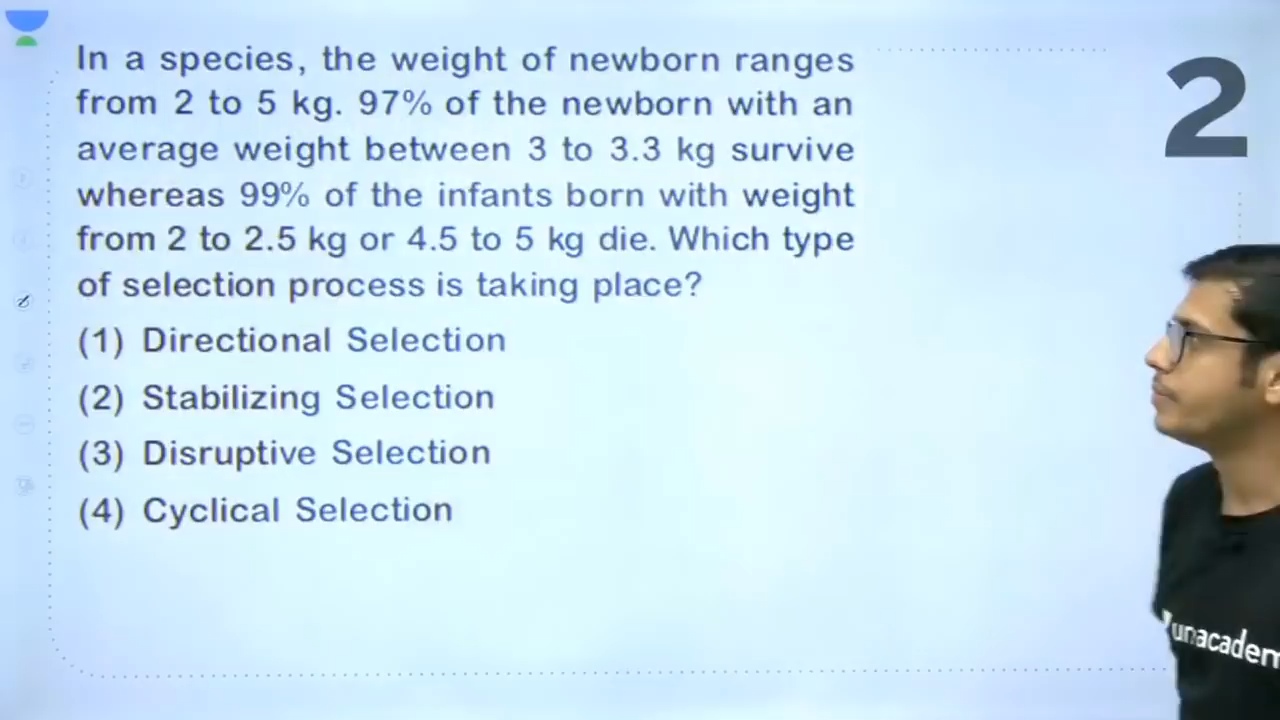 In a species, the weight of newborn ranges
from 2 to 5 kg. 97% of the newborn with an
average weight between 3 to 3.3 kg survive
whereas 99% of the infants born with weight
from 2 to 2.5 kg or 4.5 to 5 kg die. Which type
of selection process is taking place?
(1) Directional Selection
(2) Stabilizing Selection
(3) Disruptive Selection
(4) Cyclical Selection
2
unacadem